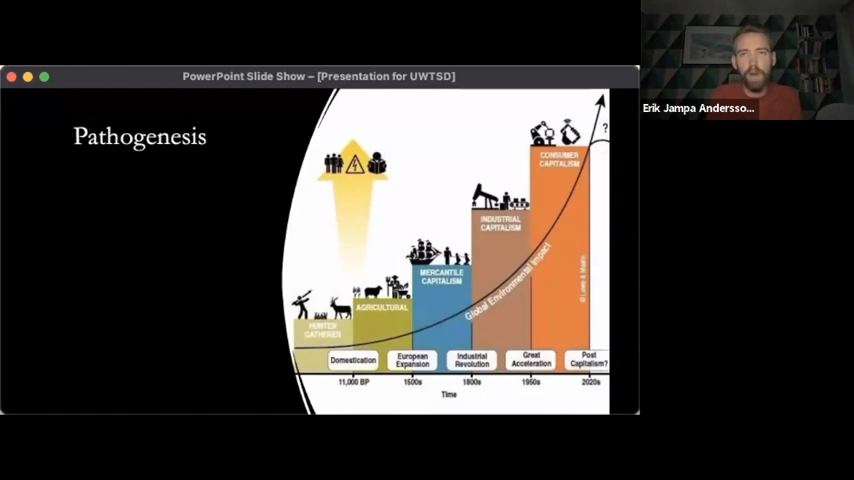 PowerPoint Slide Show – [Presentation for UWTSD]
Erik Jampa Andersso...
Pathogenesis
?
CONSUMER
CAPITALISM
INDUSTRIAL
CAPITALISM
MERCANTILE
CAPITALISM
AGRICULTURAL
HUNTER
GATHERER
Global Environmental Impact
© Lewis & Maslin.
Domestication
European
Expansion
Industrial
Revolution
Great
Acceleration
Post
Capitalism?
11,000 BP
1500s
1800s
1950s
2020s
Time